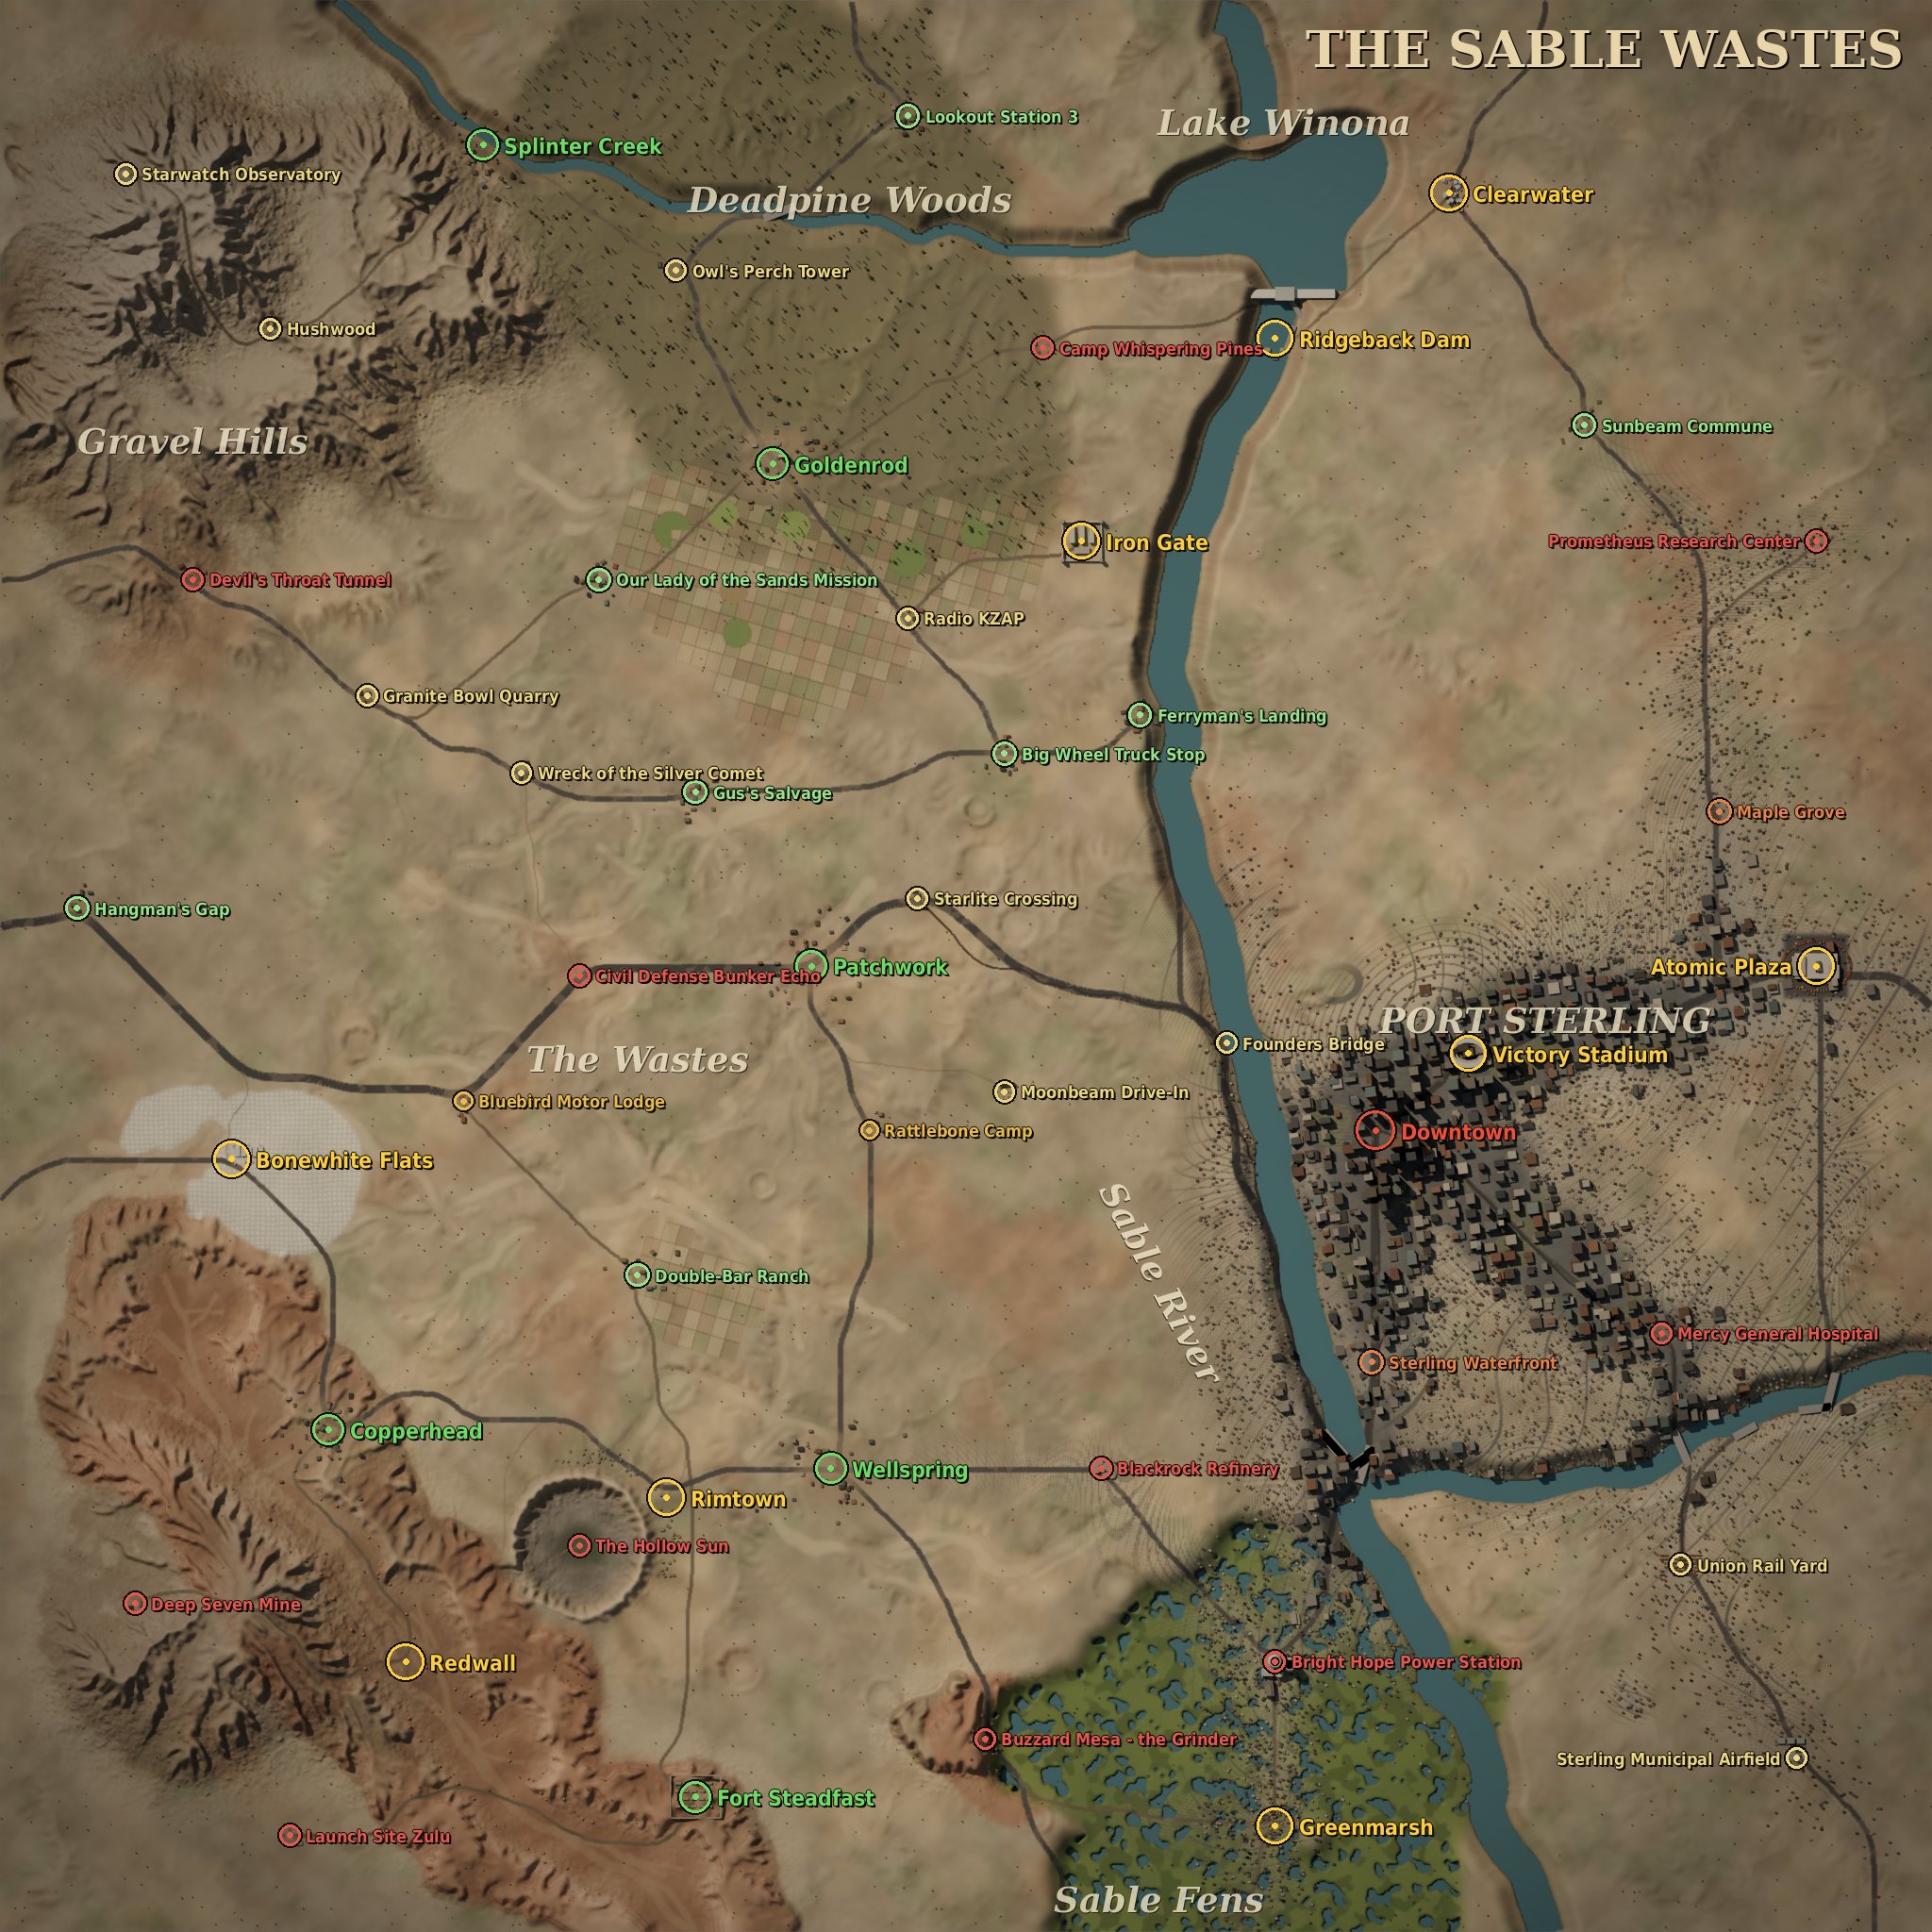 THE SABLE WASTES
Lake Winona
Lookout Station 3
Splinter Creek
Starwatch Observatory
Deadpine Woods
Clearwater
Owl's Perch Tower
Hushwood
Camp Whispering Pines
Ridgeback Dam
Gravel Hills
Sunbeam Commune
Goldenrod
Iron Gate
Prometheus Research Center
Devil's Throat Tunnel
Our Lady of the Sands Mission
Radio KZAP
Granite Bowl Quarry
Ferryman's Landing
Big Wheel Truck Stop
Wreck of the Silver Comet
Gus's Salvage
Maple Grove
Starlite Crossing
Hangman's Gap
Civil Defense Bunker Echo
Patchwork
Atomic Plaza
PORT STERLING
Founders Bridge
Victory Stadium
The Wastes
Moonbeam Drive-In
Bluebird Motor Lodge
Rattlebone Camp
Downtown
Bonewhite Flats
Sable River
Double-Bar Ranch
Mercy General Hospital
Sterling Waterfront
Copperhead
Wellspring
Blackrock Refinery
Rimtown
The Hollow Sun
Union Rail Yard
Deep Seven Mine
Redwall
Bright Hope Power Station
Buzzard Mesa - the Grinder
Sterling Municipal Airfield
Fort Steadfast
Launch Site Zulu
Greenmarsh
Sable Fens